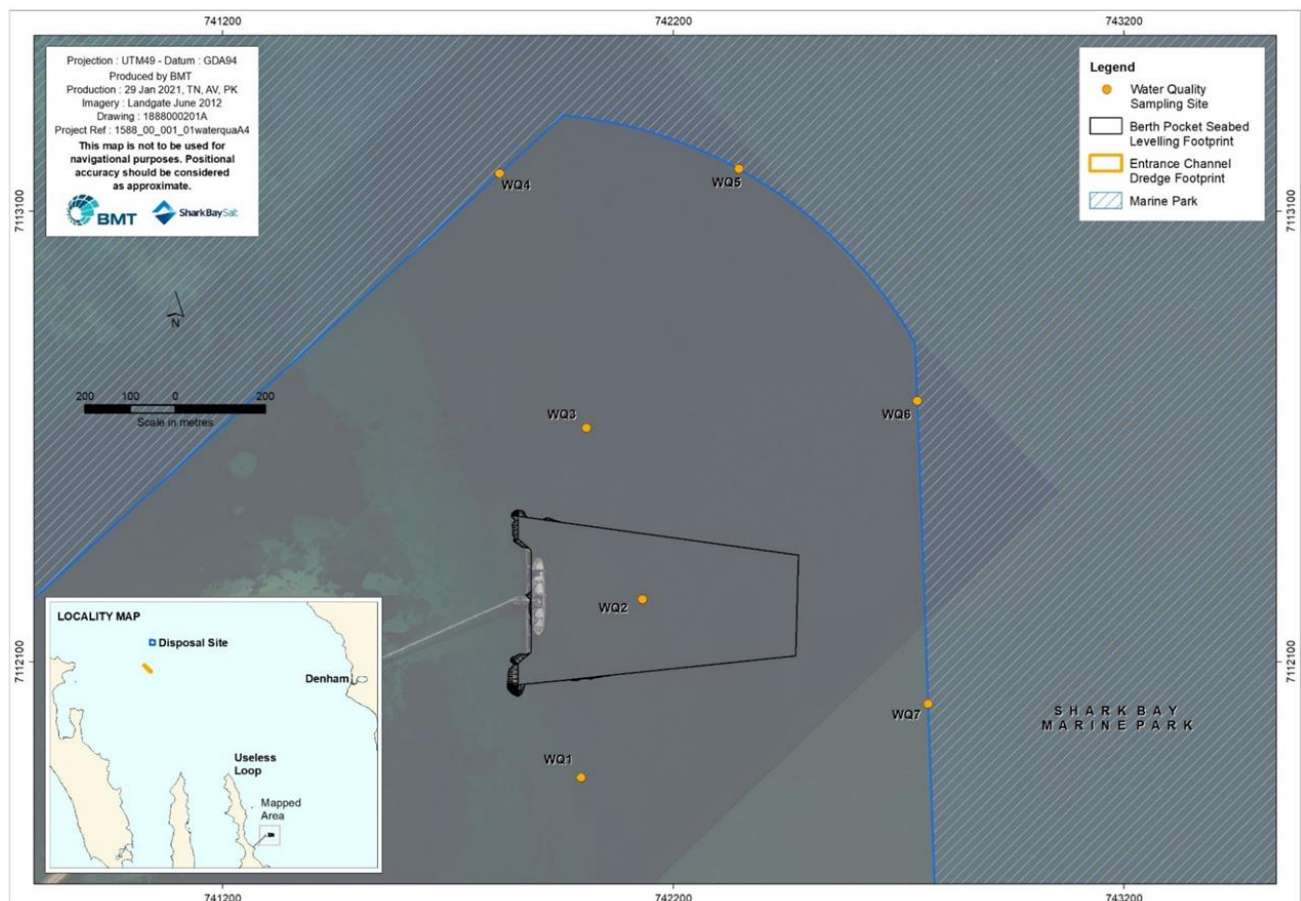 741200
742200
743200
Projection : UTM49 - Datum : GDA94
Produced by BMT
Production : 29 Jan 2021, TN, AV, PK
Imagery : Landgate June 2012
Drawing : 1888000201A
Project Ref : 1588_00_001_01waterquaA4
This map is not to be used for
navigational purposes. Positional
accuracy should be considered
as approximate.
BMT
SharkBaySalt
Legend
Water Quality
Sampling Site
Berth Pocket Seabed
Levelling Footprint
Entrance Channel
Dredge Footprint
Marine Park
WQ4
WQ5
7113100
7113100
N
200 100 0 200
Scale in metres
WQ3
WQ6
WQ2
7112100
7112100
WQ7
SHARK BAY
MARINE PARK
WQ1
LOCALITY MAP
Disposal Site
Denham
Useless
Loop
Mapped
Area
741200
742200
743200